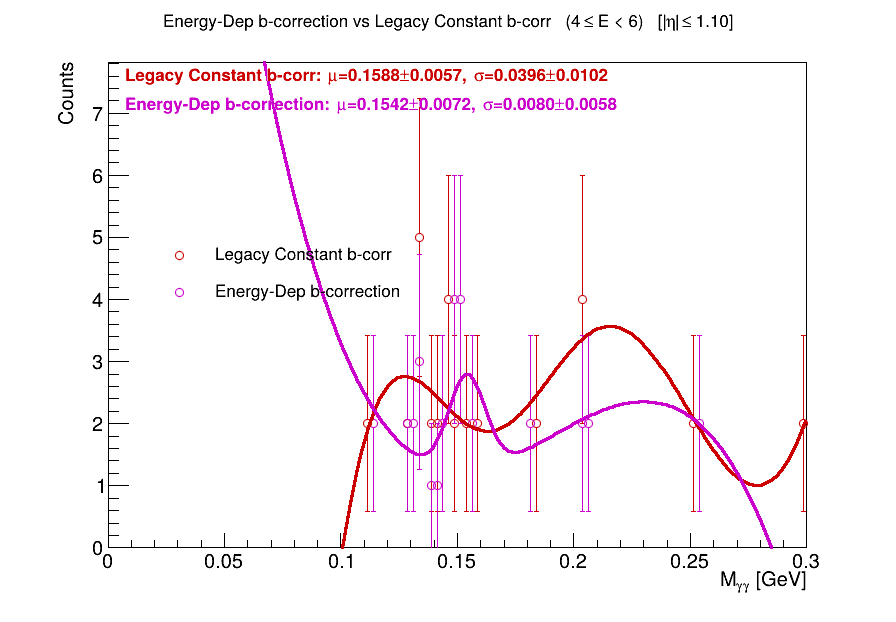 Energy-Dep b-correction vs Legacy Constant b-corr (4 ≤ E < 6) [|η| ≤ 1.10]
Counts
Legacy Constant b-corr: μ=0.1588±0.0057, σ=0.0396±0.0102
Energy-Dep b-correction: μ=0.1542±0.0072, σ=0.0080±0.0058
7
6
5
Legacy Constant b-corr
Energy-Dep b-correction
4
3
2
1
0
0 0.05 0.1 0.15 0.2 0.25 0.3
Mγγ [GeV]